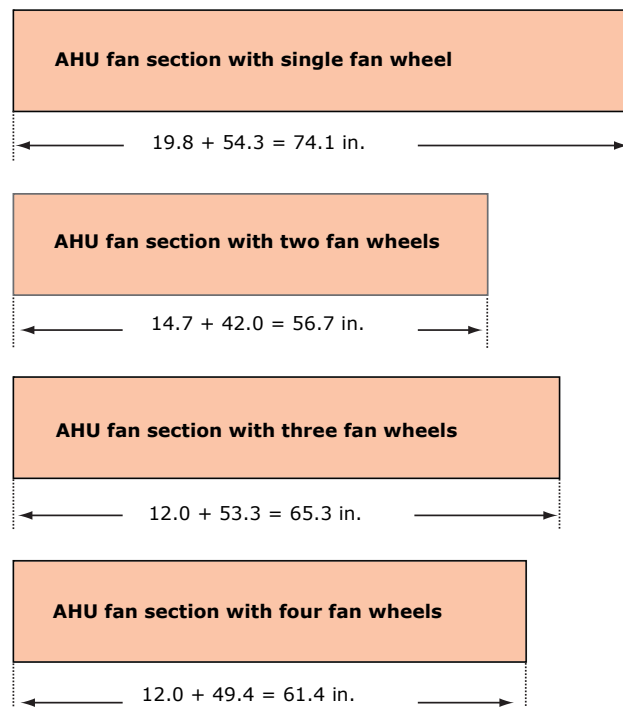 AHU fan section with single fan wheel
19.8 + 54.3 = 74.1 in.
AHU fan section with two fan wheels
14.7 + 42.0 = 56.7 in.
AHU fan section with three fan wheels
12.0 + 53.3 = 65.3 in.
AHU fan section with four fan wheels
12.0 + 49.4 = 61.4 in.